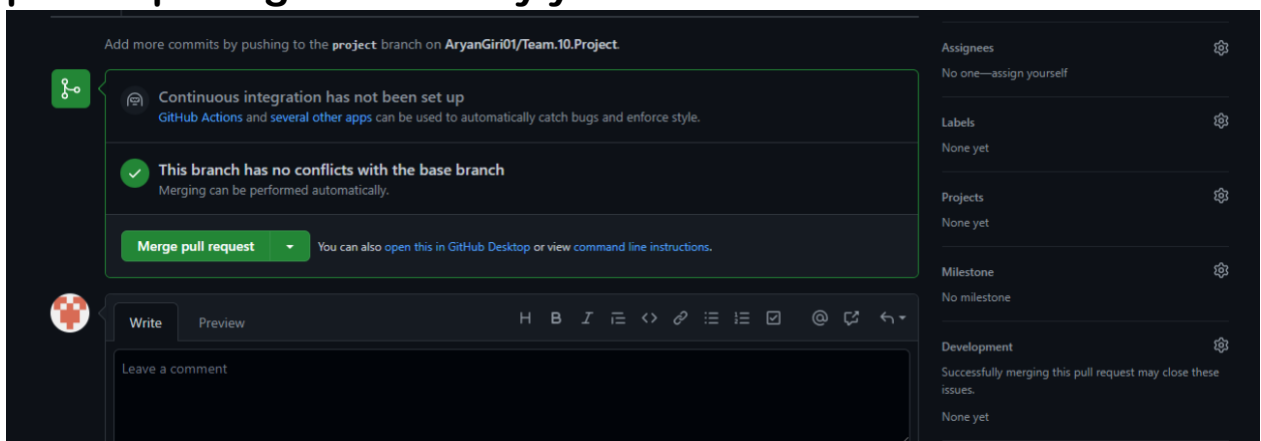 Add more commits by pushing to the project branch on AryanGiri01/Team.10.Project.
Continuous integration has not been set up
GitHub Actions and several other apps can be used to automatically catch bugs and enforce style.
This branch has no conflicts with the base branch
Merging can be performed automatically.
Merge pull request
You can also open this in GitHub Desktop or view command line instructions.
Write
Preview
Leave a comment
Assignees
No one—assign yourself
Labels
None yet
Projects
None yet
Milestone
No milestone
Development
Successfully merging this pull request may close these
issues.
None yet